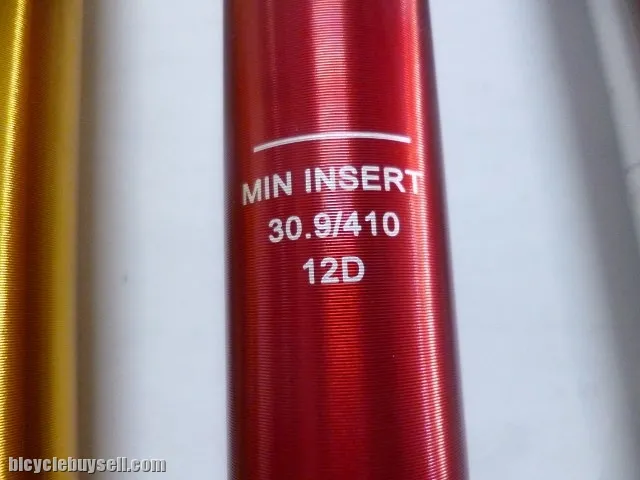 MIN INSERT
30.9/410
12D
bicyclebuysell.com